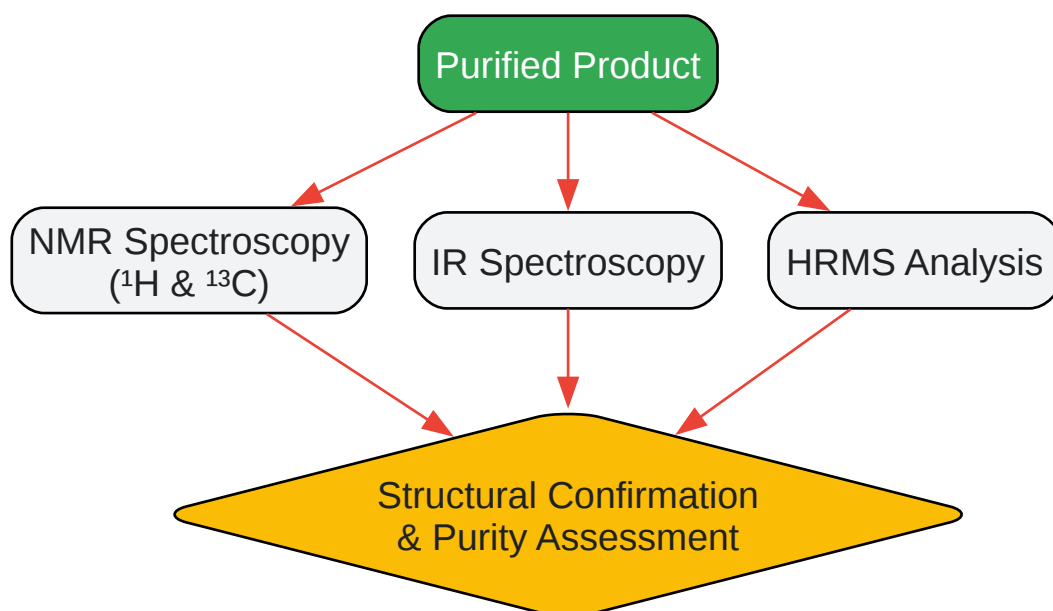 Purified Product
NMR Spectroscopy
(¹H & ¹³C)
IR Spectroscopy
HRMS Analysis
Structural Confirmation
& Purity Assessment